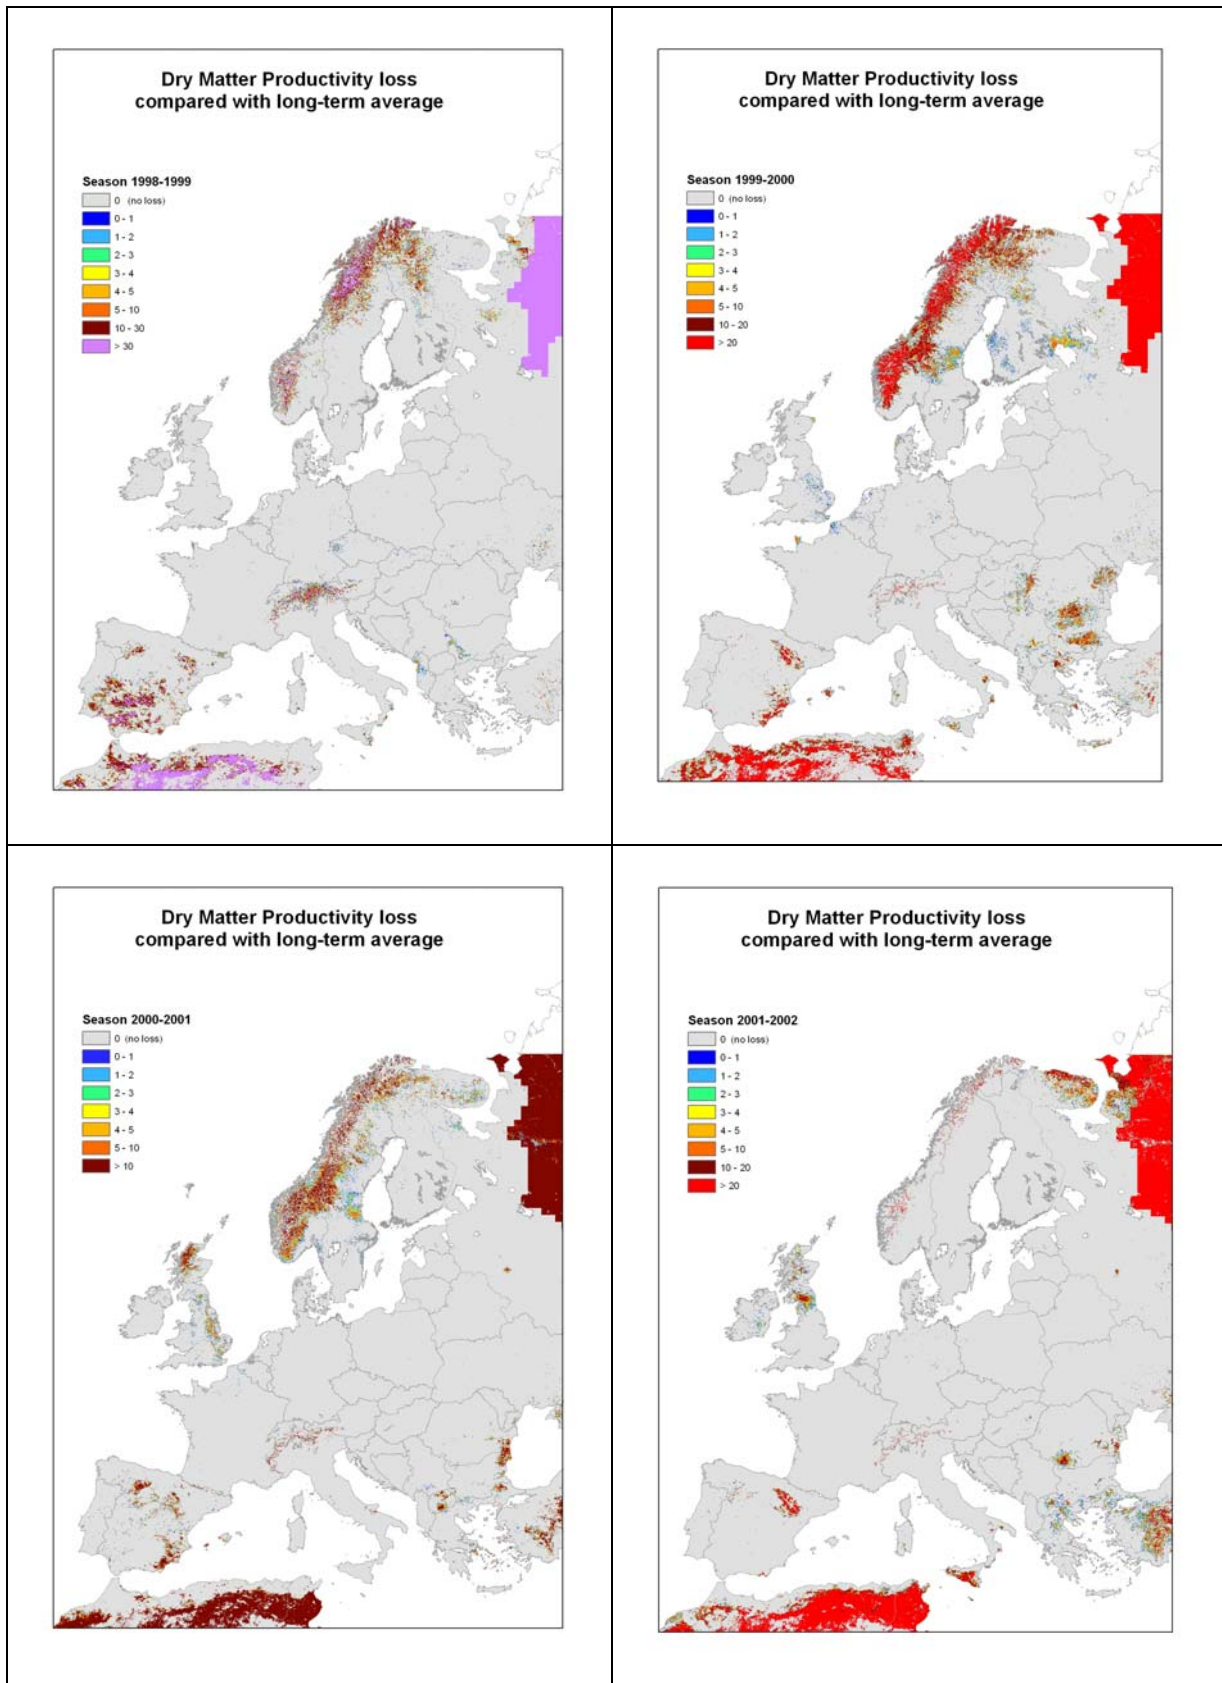 Dry Matter Productivity loss
compared with long-term average
Season 1998-1999
0 (no loss)
0 - 1
1 - 2
2 - 3
3 - 4
4 - 5
5 - 10
10 - 30
> 30
Dry Matter Productivity loss
compared with long-term average
Season 1999-2000
0 (no loss)
0 - 1
1 - 2
2 - 3
3 - 4
4 - 5
5 - 10
10 - 20
> 20
Dry Matter Productivity loss
compared with long-term average
Season 2000-2001
0 (no loss)
0 - 1
1 - 2
2 - 3
3 - 4
4 - 5
5 - 10
> 10
Dry Matter Productivity loss
compared with long-term average
Season 2001-2002
0 (no loss)
0 - 1
1 - 2
2 - 3
3 - 4
4 - 5
5 - 10
10 - 20
> 20